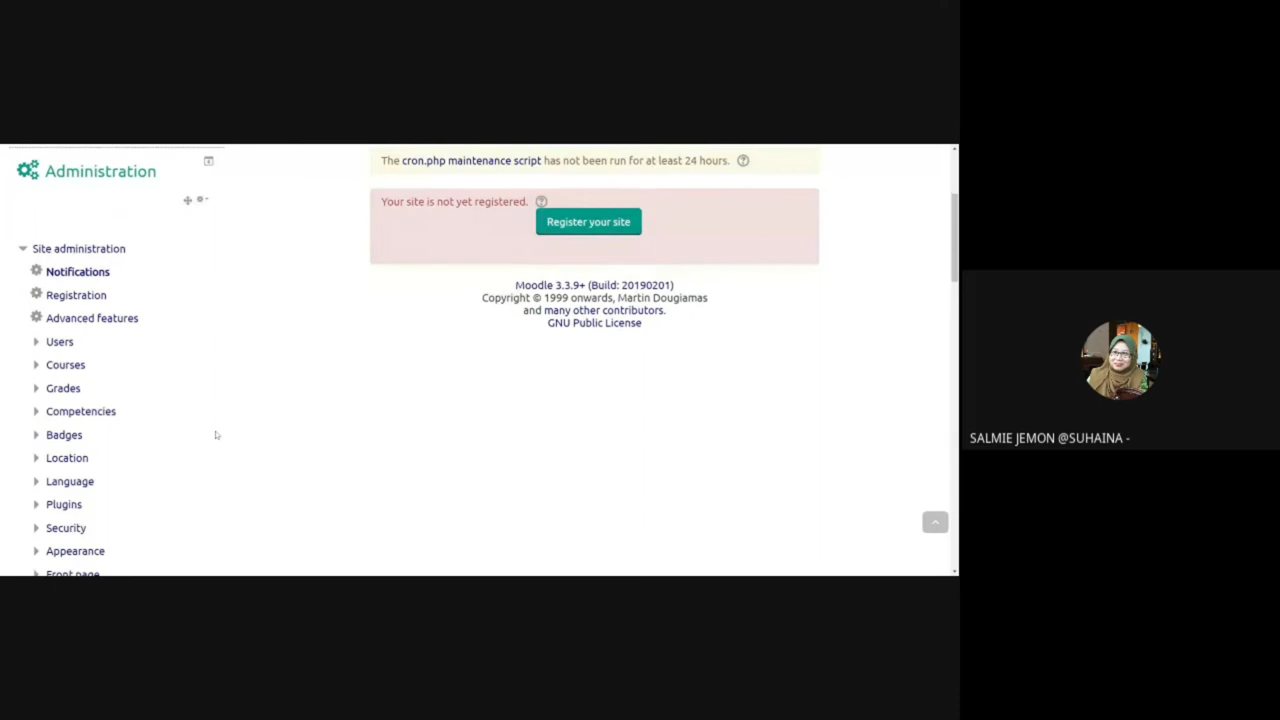 Administration
The cron.php maintenance script has not been run for at least 24 hours.
Your site is not yet registered.
Register your site
Moodle 3.3.9+ (Build: 20190201)
Copyright © 1999 onwards, Martin Dougiamas
and many other contributors.
GNU Public License
Site administration
Notifications
Registration
Advanced features
Users
Courses
Grades
Competencies
Badges
Location
Language
Plugins
Security
Appearance
Front page
SALMIE JEMON @SUHAINA -